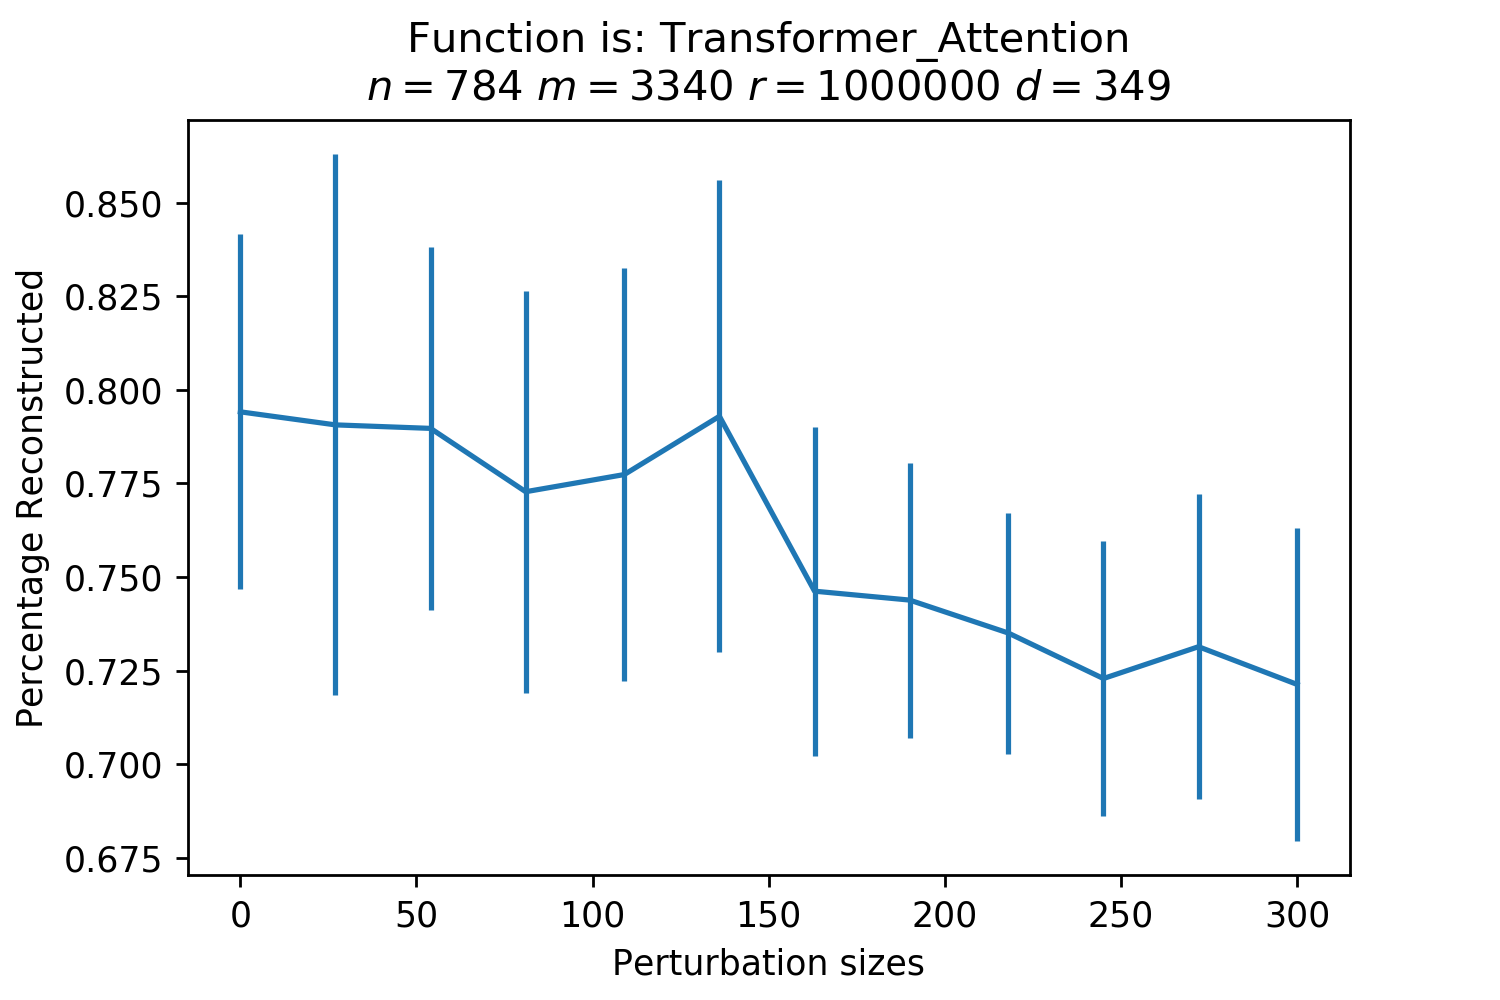 Function is: Transformer_Attention
n = 784 m = 3340 r = 1000000 d = 349
Percentage Reconstructed
0.850
0.825
0.800
0.775
0.750
0.725
0.700
0.675
0 50 100 150 200 250 300
Perturbation sizes